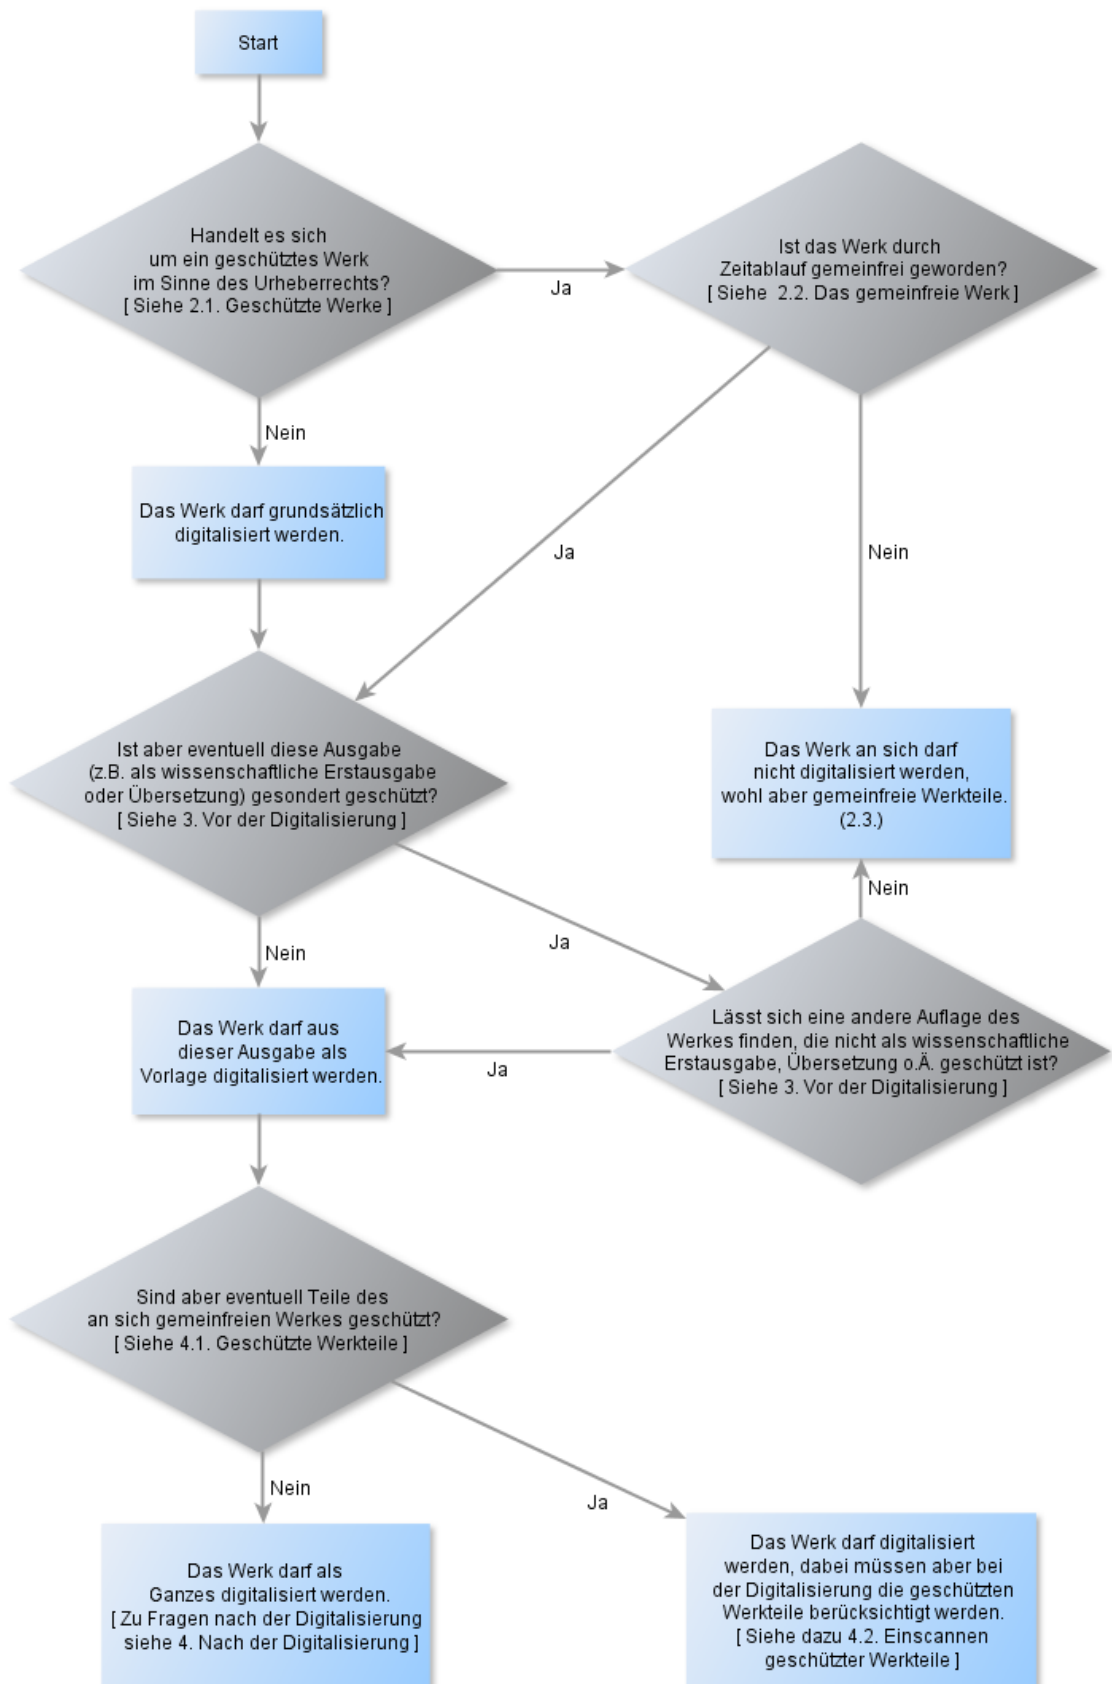 Start
Handelt es sich
um ein geschütztes Werk
im Sinne des Urheberrechts?
[ Siehe 2.1. Geschützte Werke ]
Ja
Ist das Werk durch
Zeitablauf gemeinfrei geworden?
[ Siehe 2.2. Das gemeinfreie Werk ]
Nein
Das Werk darf grundsätzlich
digitalisiert werden.
Ja
Nein
Ist aber eventuell diese Ausgabe
(z.B. als wissenschaftliche Erstausgabe
oder Übersetzung) gesondert geschützt?
[ Siehe 3. Vor der Digitalisierung ]
Das Werk an sich darf
nicht digitalisiert werden,
wohl aber gemeinfreie Werkteile.
(2.3.)
Nein
Ja
Nein
Das Werk darf aus
dieser Ausgabe als
Vorlage digitalisiert werden.
Ja
Lässt sich eine andere Auflage des
Werkes finden, die nicht als wissenschaftliche
Erstausgabe, Übersetzung o.Ä. geschützt ist?
[ Siehe 3. Vor der Digitalisierung ]
Sind aber eventuell Teile des
an sich gemeinfreien Werkes geschützt?
[ Siehe 4.1. Geschützte Werkteile ]
Nein
Ja
Das Werk darf als
Ganzes digitalisiert werden.
[ Zu Fragen nach der Digitalisierung
siehe 4. Nach der Digitalisierung ]
Das Werk darf digitalisiert
werden, dabei müssen aber bei
der Digitalisierung die geschützten
Werkteile berücksichtigt werden.
[ Siehe dazu 4.2. Einscannen
geschützter Werkteile ]